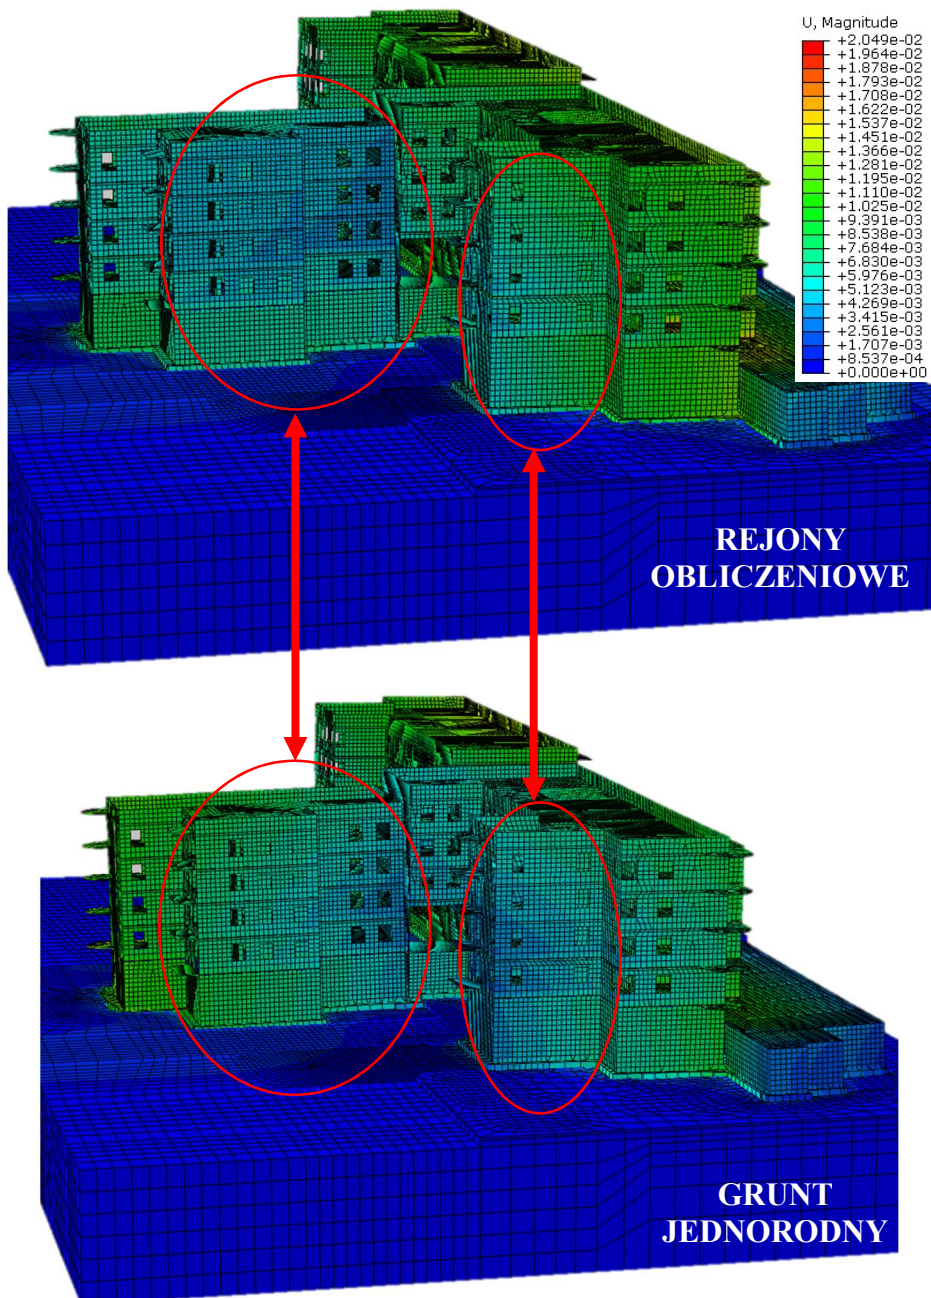 U, Magnitude
+2.049e-02
+1.964e-02
+1.878e-02
+1.793e-02
+1.708e-02
+1.622e-02
+1.537e-02
+1.451e-02
+1.366e-02
+1.281e-02
+1.195e-02
+1.110e-02
+1.025e-02
+9.391e-03
+8.538e-03
+7.684e-03
+6.830e-03
+5.976e-03
+5.123e-03
+4.269e-03
+3.415e-03
+2.561e-03
+1.707e-03
+8.537e-04
+0.000e+00
REJONY
OBLICZENIOWE
GRUNT
JEDNORODNY